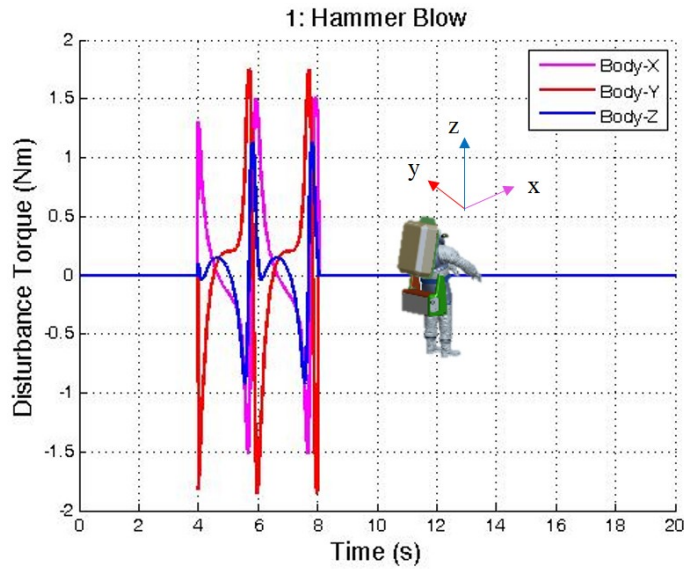 1: Hammer Blow
2
1.5
1
0.5
0
-0.5
-1
-1.5
-2
Disturbance Torque (Nm)
Body-X
Body-Y
Body-Z
z
y
x
0 2 4 6 8 10 12 14 16 18 20
Time (s)